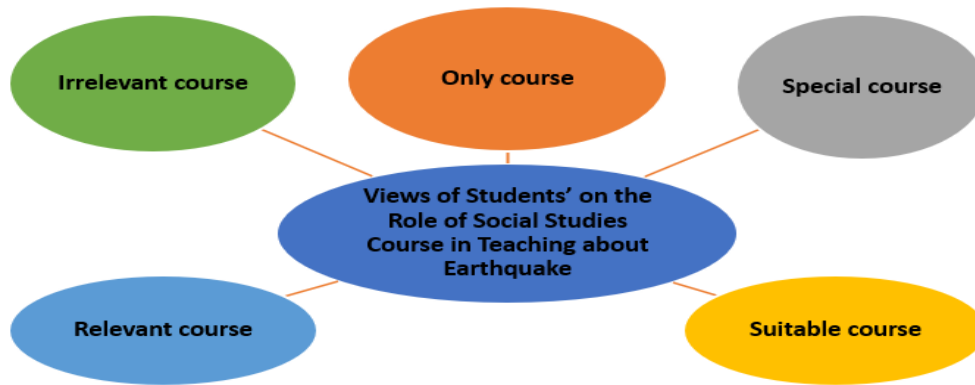 Irrelevant course
Only course
Special course
Views of Students’ on the
Role of Social Studies
Course in Teaching about
Earthquake
Relevant course
Suitable course